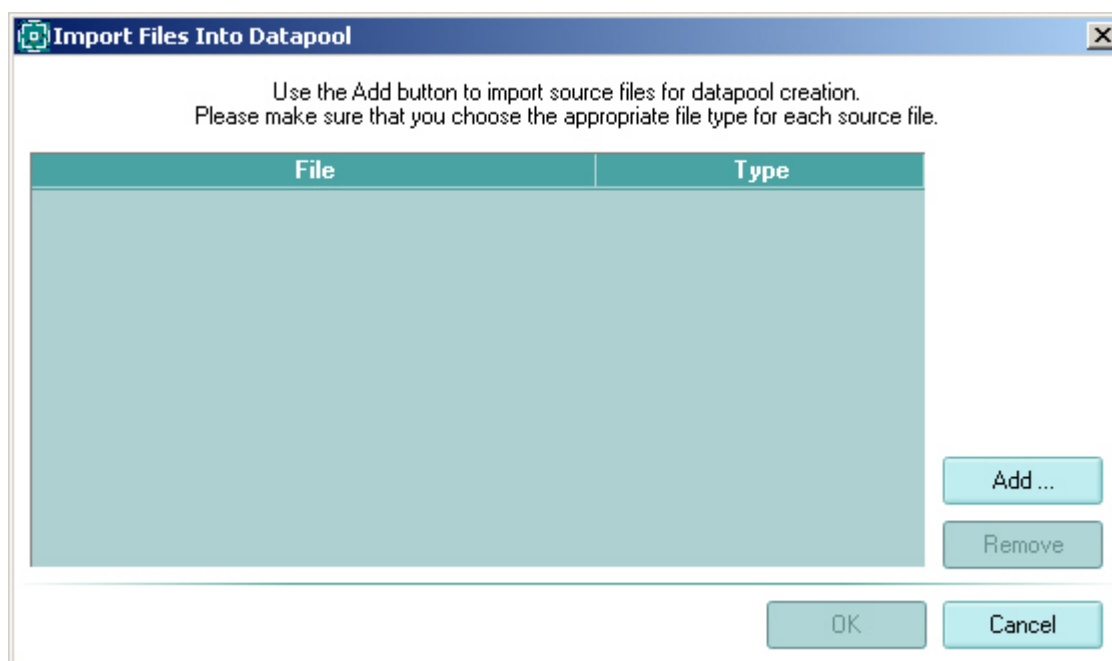 Import Files Into Datapool
Use the Add button to import source files for datapool creation.
Please make sure that you choose the appropriate file type for each source file.
File Type
Add ...
Remove
OK Cancel